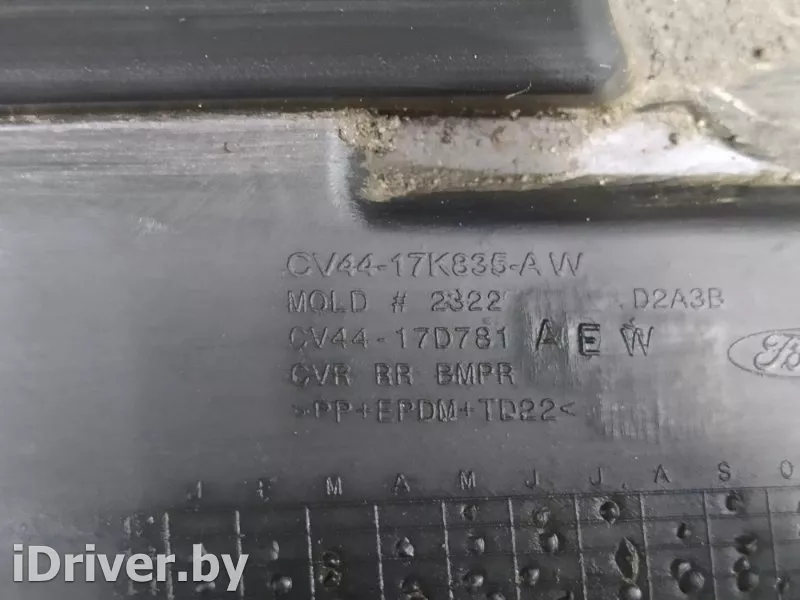 CV44-17K835-AW
MOLD # 2322 D2A3B
CV44-17D781 AEW
CVR RR BMPR
>PP+EPDM+TD22<
J F M A M J J A S O
iDriver.by